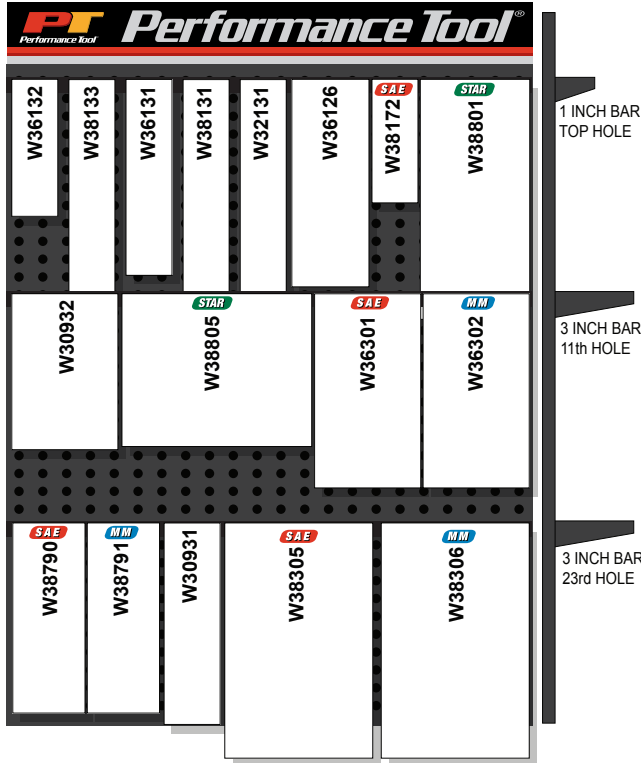 PT
Performance Tool
Performance Tool®
W36132
W38133
W36131
W38131
W32131
W36126
SAE
W38172
STAR
W38801
1 INCH BAR
TOP HOLE
W30932
STAR
W38805
SAE
W36301
MM
W36302
3 INCH BAR
11th HOLE
SAE
W38790
MM
W38791
W30931
SAE
W38305
MM
W38306
3 INCH BAR
23rd HOLE